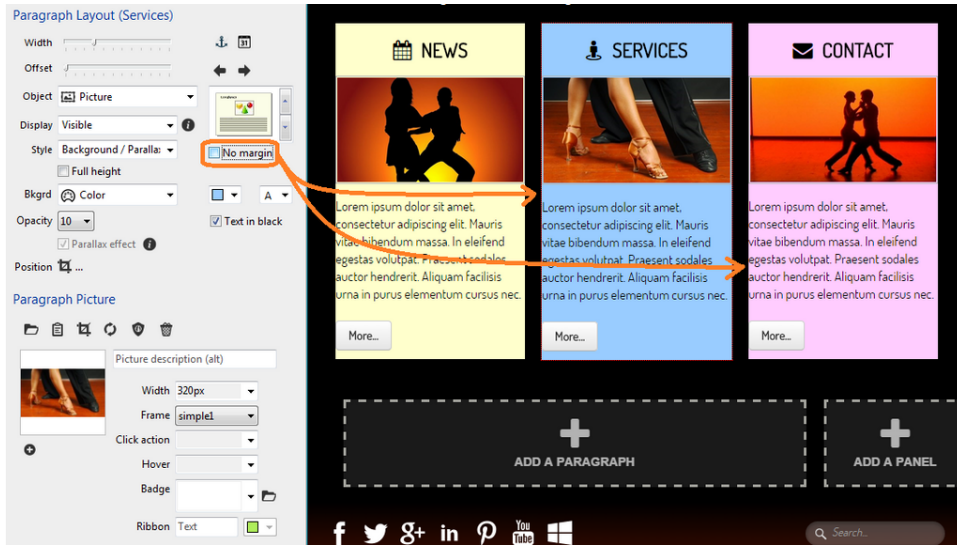 Paragraph Layout (Services)
Width
31
Offset
Object
Picture
Display
Visible
Style
Background / Paralla:
No margin
Full height
Bkgrd
Color
A
Opacity
10
Text in black
Parallax effect
Position
...
Paragraph Picture
Picture description (alt)
Width
320px
Frame
simple1
Click action
Hover
Badge
Ribbon
Text
NEWS
Lorem ipsum dolor sit amet,
consectetur adipiscing elit. Mauris
vitae bibendum massa. In eleifend
egestas volutpat. Praesent sodales
auctor hendrerit. Aliquam facilisis
urna in purus elementum cursus nec.
More...
SERVICES
Lorem ipsum dolor sit amet,
consectetur adipiscing elit. Mauris
vitae bibendum massa. In eleifend
egestas volutpat. Praesent sodales
auctor hendrerit. Aliquam facilisis
urna in purus elementum cursus nec.
More...
CONTACT
Lorem ipsum dolor sit amet,
consectetur adipiscing elit. Mauris
vitae bibendum massa. In eleifend
egestas volutpat. Praesent sodales
auctor hendrerit. Aliquam facilisis
urna in purus elementum cursus nec.
More...
ADD A PARAGRAPH
ADD A PANEL
f
g+
in
You
Tube
Search...